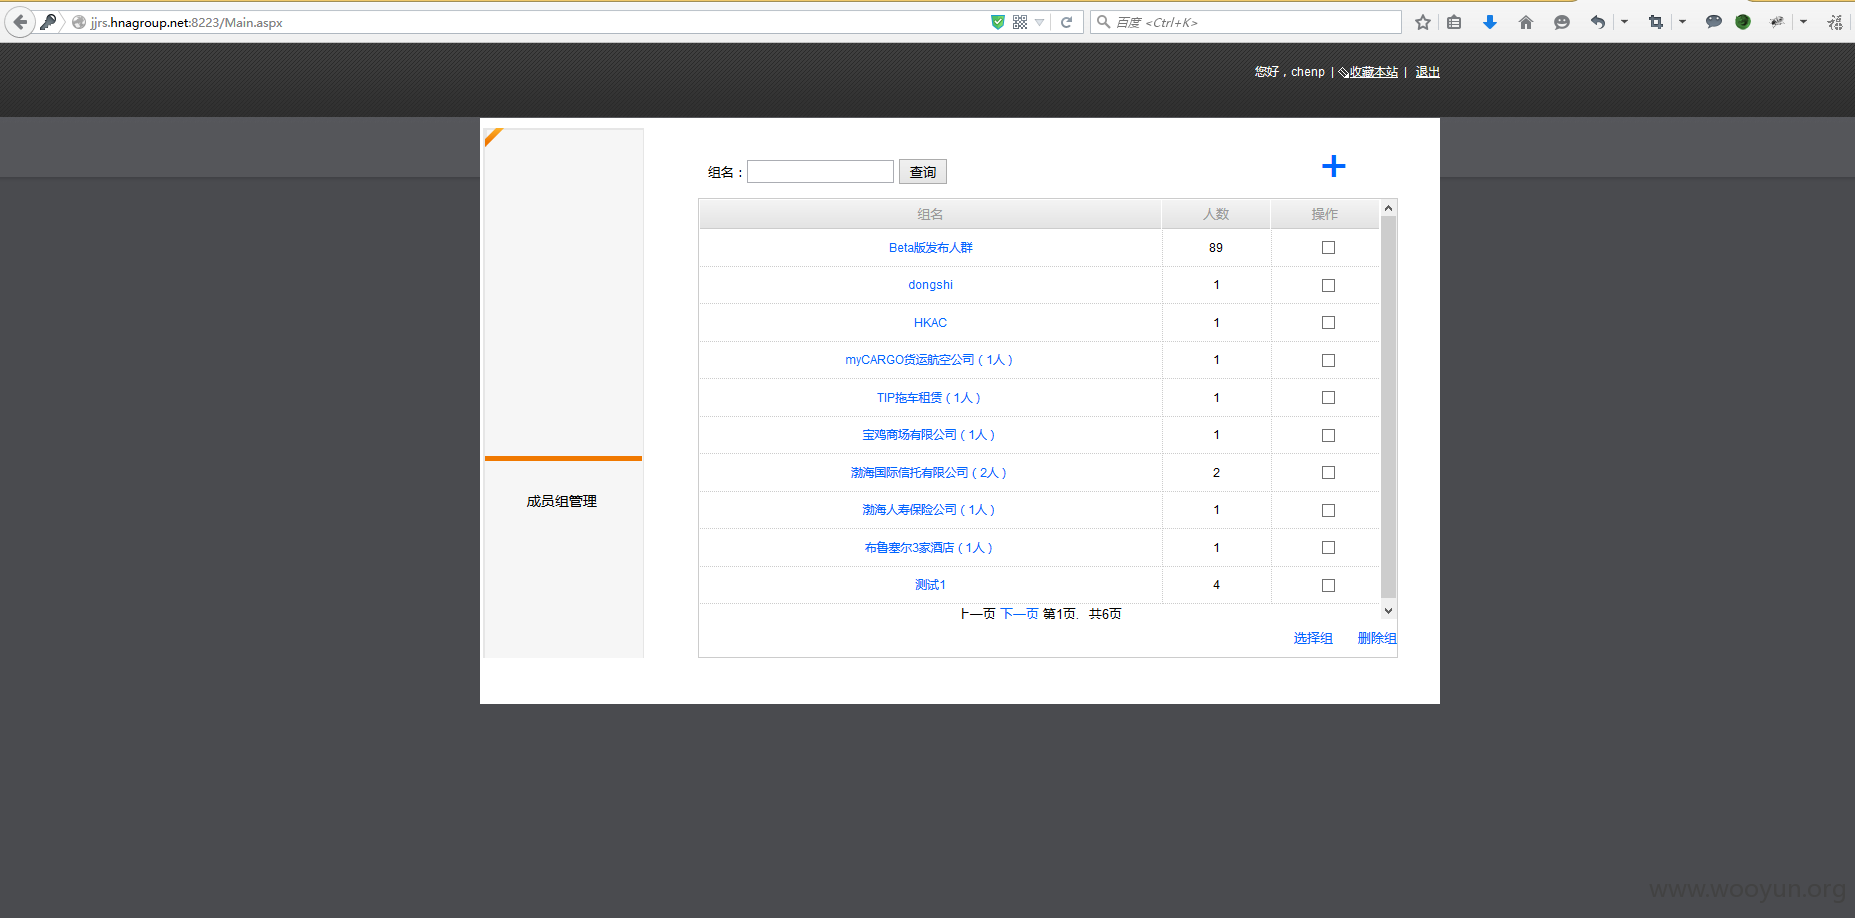 jjrs.hnagroup.net:8223/Main.aspx
百度 <Ctrl+K>
您好，chenp | 收藏本站 | 退出
组名： 查询
组名 人数 操作
Beta版发布人群 89
dongshi 1
HKAC 1
myCARGO货运航空公司（1人） 1
TIP拖车租赁（1人） 1
宝鸡商场有限公司（1人） 1
渤海国际信托有限公司（2人） 2
渤海人寿保险公司（1人） 1
布鲁塞尔3家酒店（1人） 1
测试1 4
上一页 下一页 第1页. 共6页
选择组 删除组
成员组管理
www.wooyun.org